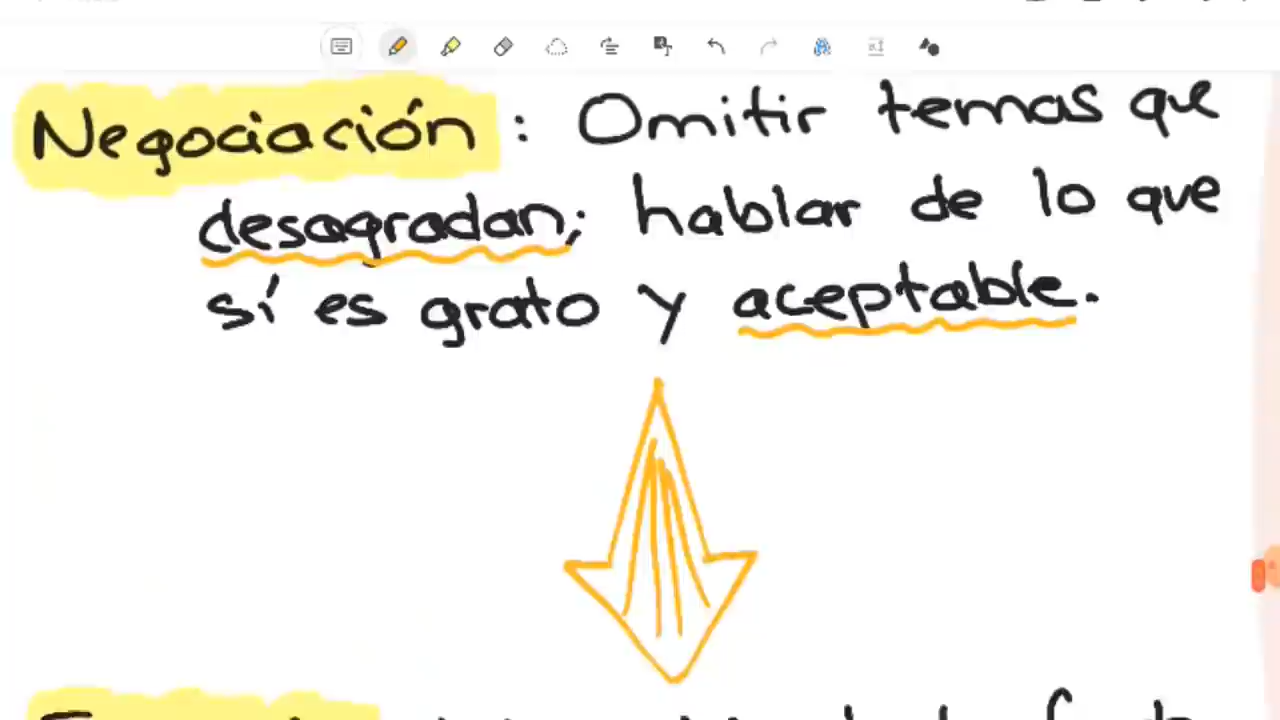 Negociación: Omitir temas que
desagradan; hablar de lo que
sí es grato y aceptable.